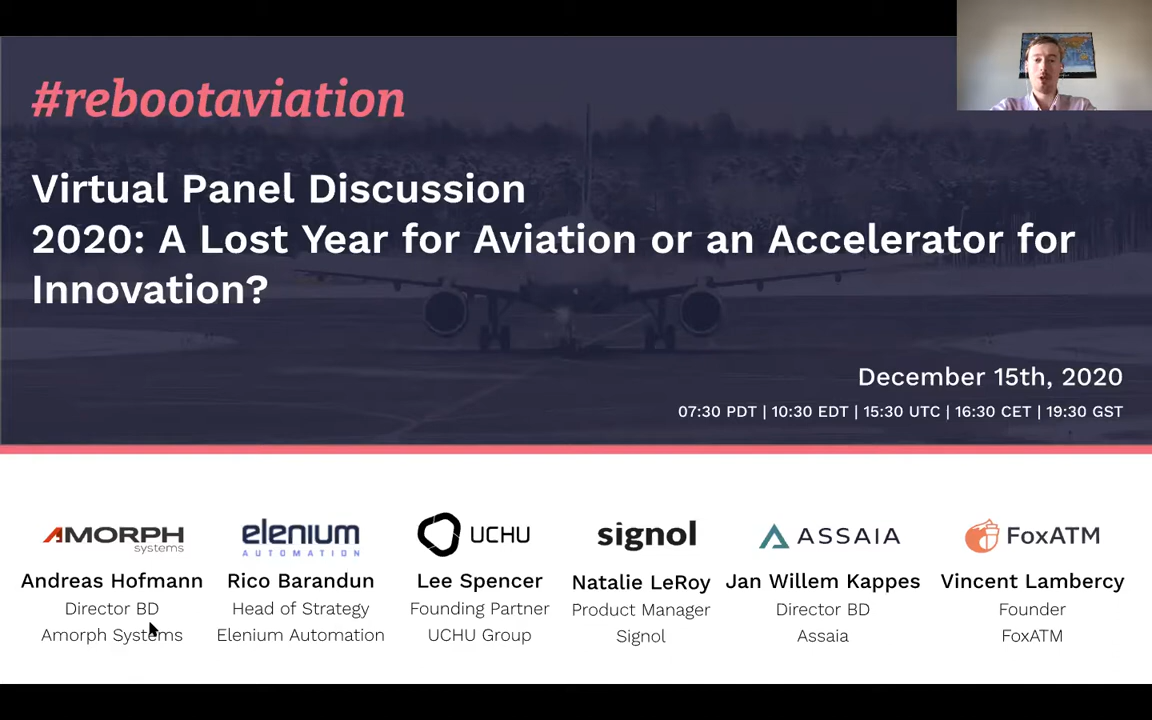 #rebootaviation
Virtual Panel Discussion
2020: A Lost Year for Aviation or an Accelerator for
Innovation?
December 15th, 2020
07:30 PDT | 10:30 EDT | 15:30 UTC | 16:30 CET | 19:30 GST
AMORPH systems
elenium AUTOMATION
UCHU
signol
ASSAIA
FoxATM
Andreas Hofmann
Director BD
Amorph Systems
Rico Barandun
Head of Strategy
Elenium Automation
Lee Spencer
Founding Partner
UCHU Group
Natalie LeRoy
Product Manager
Signol
Jan Willem Kappes
Director BD
Assaia
Vincent Lambercy
Founder
FoxATM